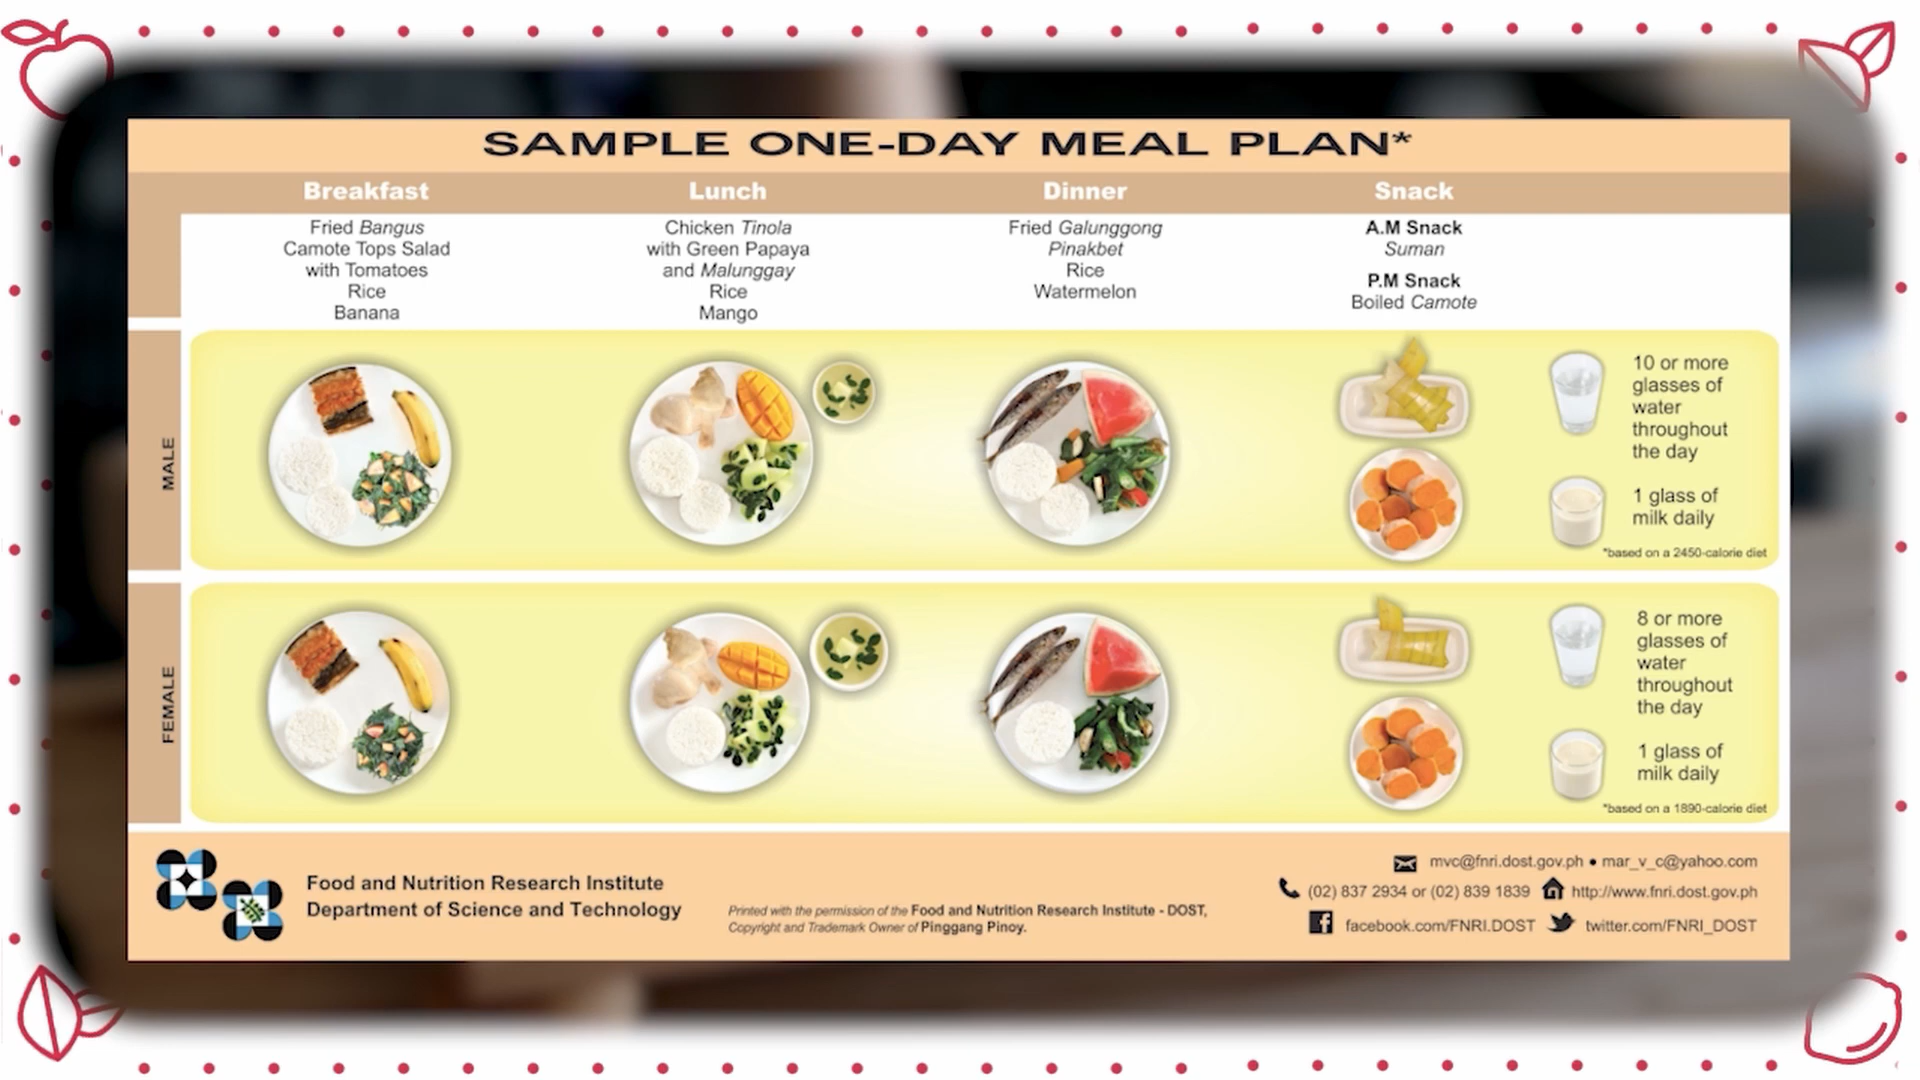 SAMPLE ONE-DAY MEAL PLAN*
Breakfast
Fried Bangus
Camote Tops Salad
with Tomatoes
Rice
Banana
Lunch
Chicken Tinola
with Green Papaya
and Malunggay
Rice
Mango
Dinner
Fried Galunggong
Pinakbet
Rice
Watermelon
Snack
A.M Snack
Suman
P.M Snack
Boiled Camote
MALE
10 or more
glasses of
water
throughout
the day
1 glass of
milk daily
*based on a 2450-calorie diet
FEMALE
8 or more
glasses of
water
throughout
the day
1 glass of
milk daily
*based on a 1890-calorie diet
Food and Nutrition Research Institute
Department of Science and Technology
Printed with the permission of the Food and Nutrition Research Institute - DOST,
Copyright and Trademark Owner of Pinggang Pinoy.
mvc@fnri.dost.gov.ph • mar_v_c@yahoo.com
(02) 837 2934 or (02) 839 1839 http://www.fnri.dost.gov.ph
facebook.com/FNRI.DOST twitter.com/FNRI_DOST